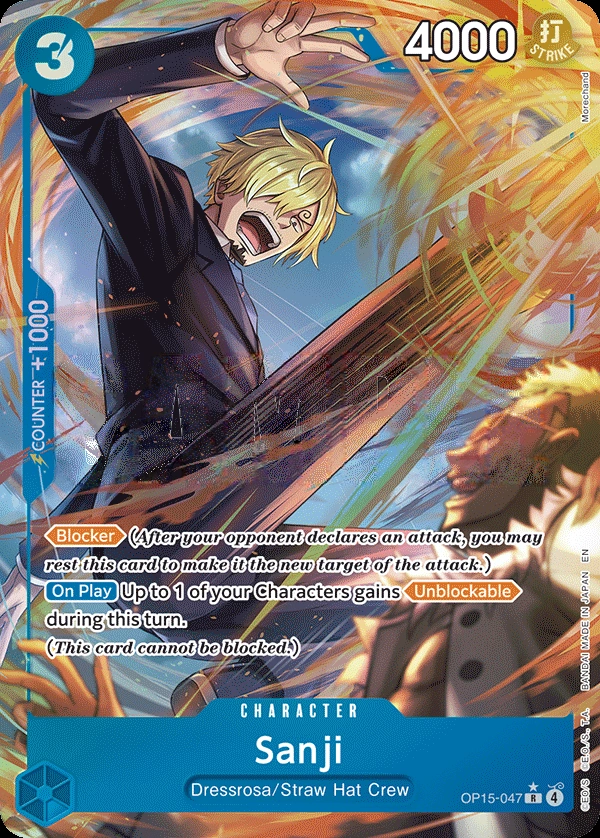 3
4000
打
STRIKE
Morechand
COUNTER +1000
Blocker (After your opponent declares an attack, you may
rest this card to make it the new target of the attack.)
On Play Up to 1 of your Characters gains Unblockable
during this turn.
(This card cannot be blocked.)
CHARACTER
Sanji
Dressrosa/Straw Hat Crew
OP15-047 R 4
©EO/S ©E.O./S., T.A. BANDAI MADE IN JAPAN EN